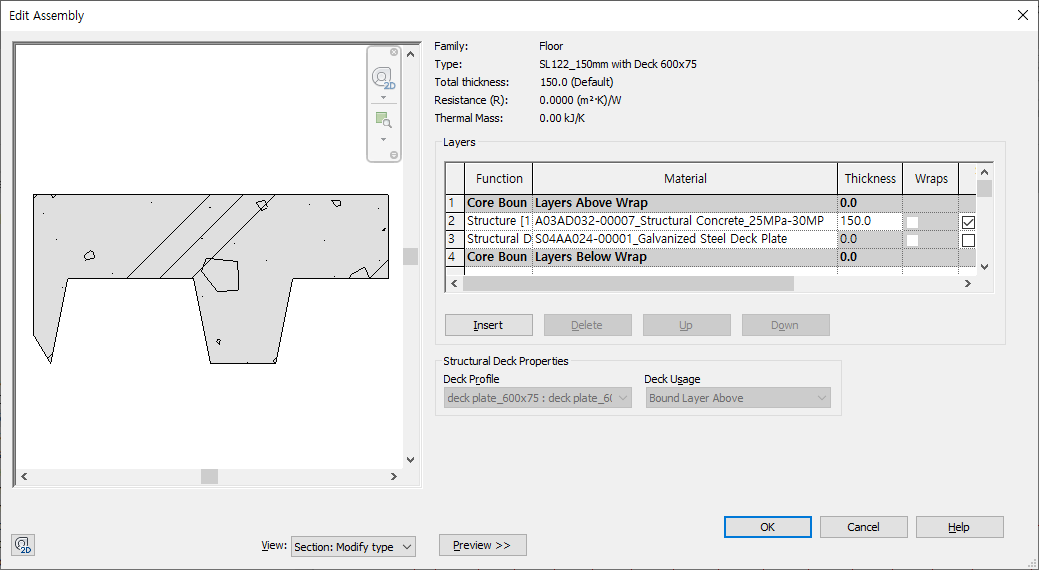 Edit Assembly
2D
Family: Floor
Type: SL122_150mm with Deck 600x75
Total thickness: 150.0 (Default)
Resistance (R): 0.0000 (m²·K)/W
Thermal Mass: 0.00 kJ/K
Layers
Function Material Thickness Wraps
1 Core Boun Layers Above Wrap 0.0
2 Structure [1 A03AD032-00007_Structural Concrete_25MPa-30MP 150.0
3 Structural D S04AA024-00001_Galvanized Steel Deck Plate 0.0
4 Core Boun Layers Below Wrap 0.0
Insert Delete Up Down
Structural Deck Properties
Deck Profile Deck Usage
deck plate_600x75 : deck plate_60 Bound Layer Above
OK Cancel Help
2D View: Section: Modify type Preview >>